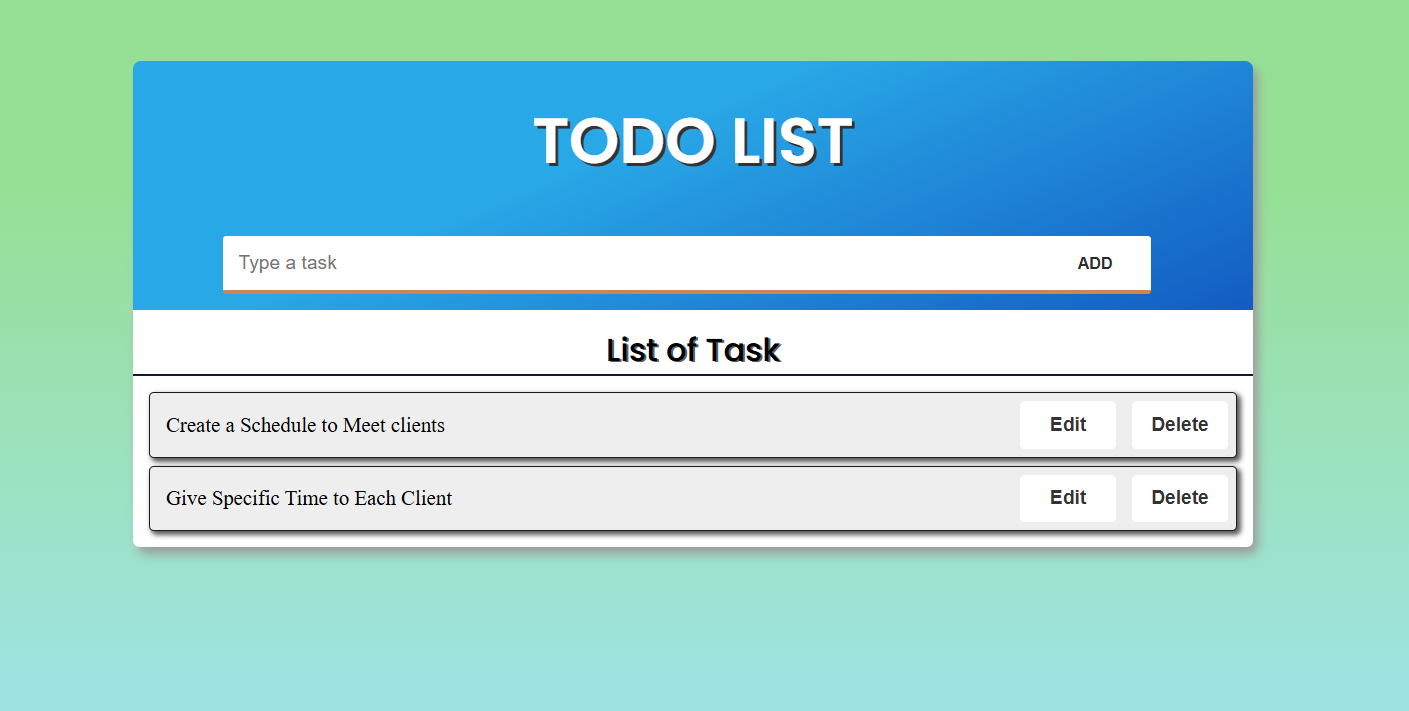 TODO LIST
Type a task ADD
List of Task
Create a Schedule to Meet clients Edit Delete
Give Specific Time to Each Client Edit Delete